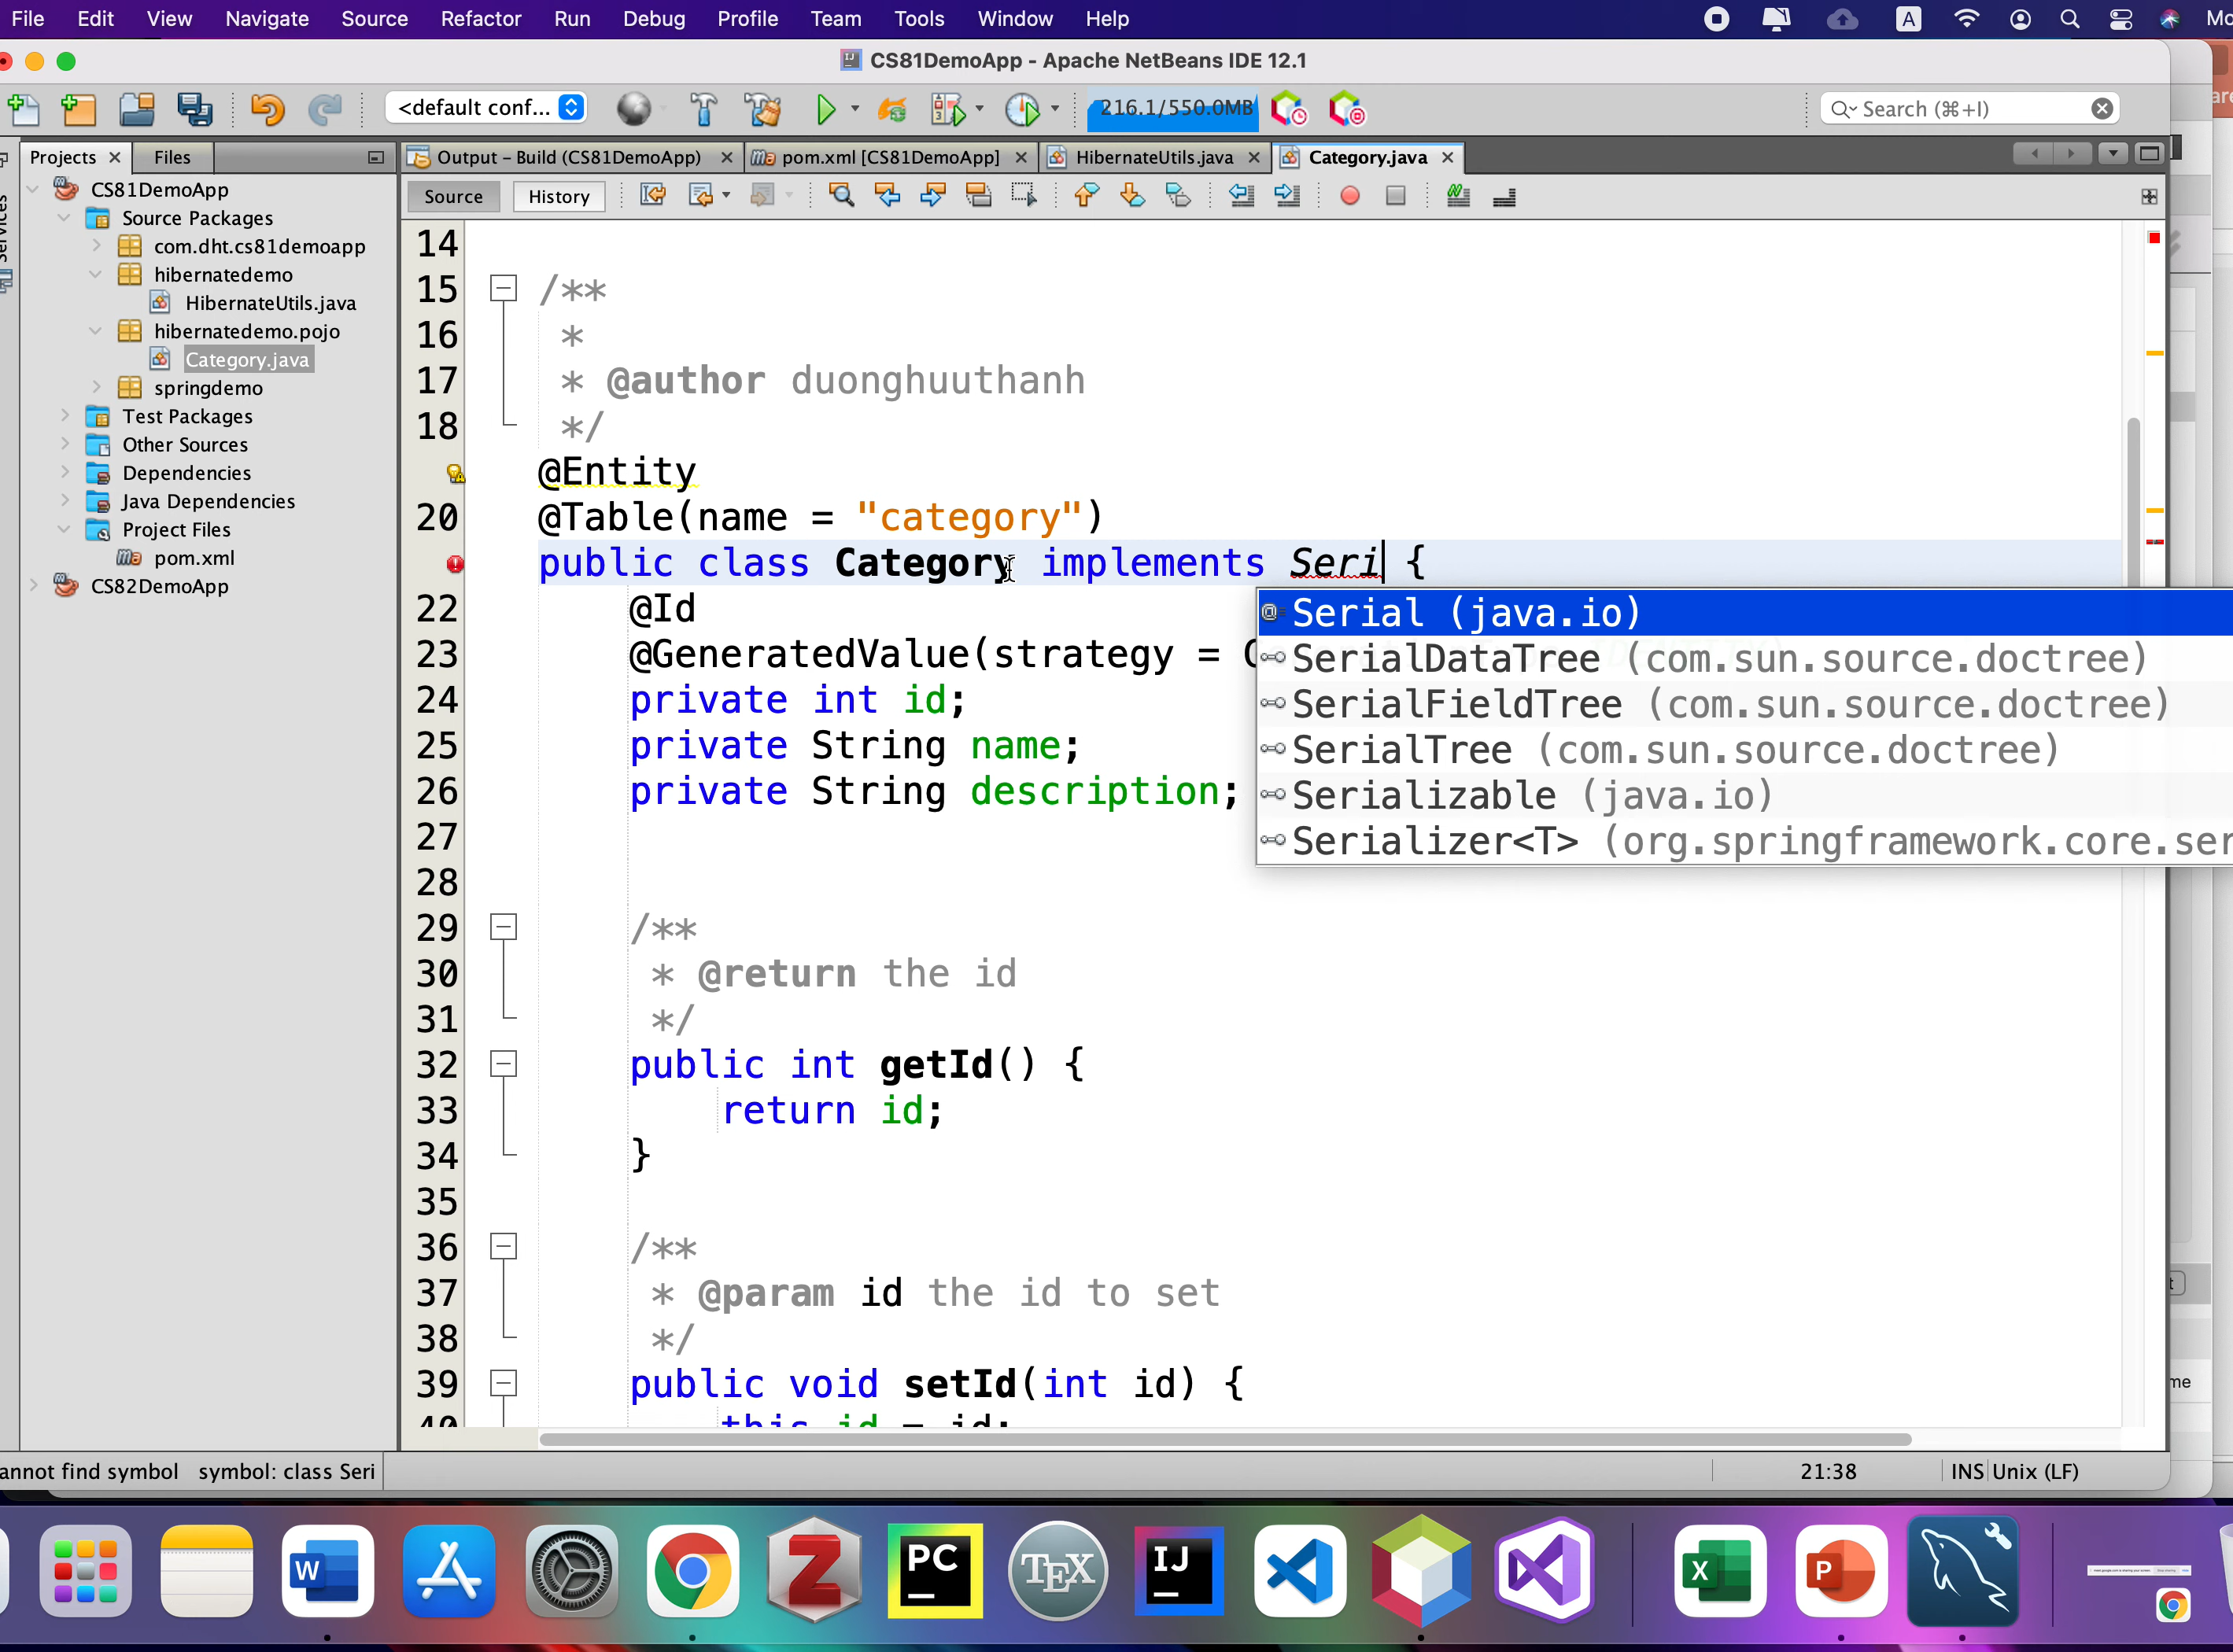 File Edit View Navigate Source Refactor Run Debug Profile Team Tools Window Help
CS81DemoApp - Apache NetBeans IDE 12.1
<default conf...
216.1/550.0MB
Search (⌘+I)
Projects
Files
Output – Build (CS81DemoApp)
pom.xml [CS81DemoApp]
HibernateUtils.java
Category.java
Source
History
CS81DemoApp
Source Packages
com.dht.cs81demoapp
hibernatedemo
HibernateUtils.java
hibernatedemo.pojo
Category.java
springdemo
Test Packages
Other Sources
Dependencies
Java Dependencies
Project Files
pom.xml
CS82DemoApp
14
15 /**
16 *
17 * @author duonghuuthanh
18 */
@Entity
20 @Table(name = "category")
public class Category implements Seri {
22 @Id
23 @GeneratedValue(strategy =
24 private int id;
25 private String name;
26 private String description;
27
28
Serial (java.io)
SerialDataTree (com.sun.source.doctree)
SerialFieldTree (com.sun.source.doctree)
SerialTree (com.sun.source.doctree)
Serializable (java.io)
Serializer<T> (org.springframework.core.ser
29 /**
30 * @return the id
31 */
32 public int getId() {
33 return id;
34 }
35
36 /**
37 * @param id the id to set
38 */
39 public void setId(int id) {
40 this.id = id;
annot find symbol symbol: class Seri
21:38
INS
Unix (LF)
W
Z
PC
TEX
IJ
X
P